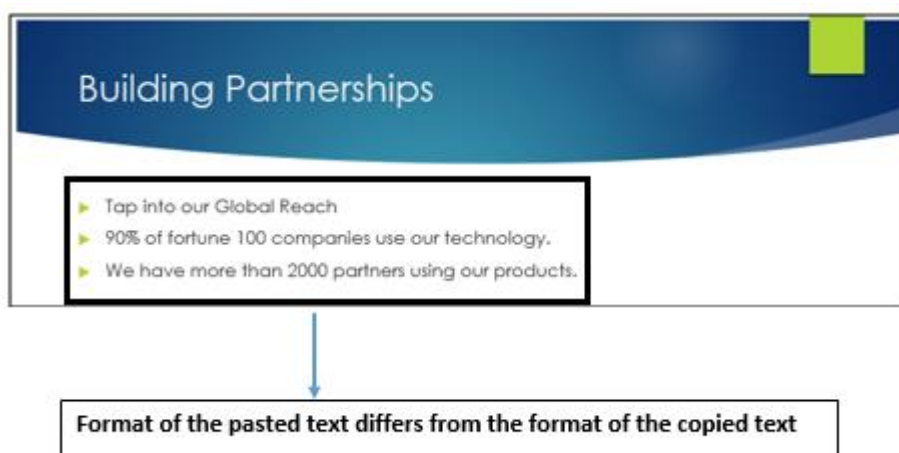 Building Partnerships
Tap into our Global Reach
90% of fortune 100 companies use our technology.
We have more than 2000 partners using our products.
Format of the pasted text differs from the format of the copied text